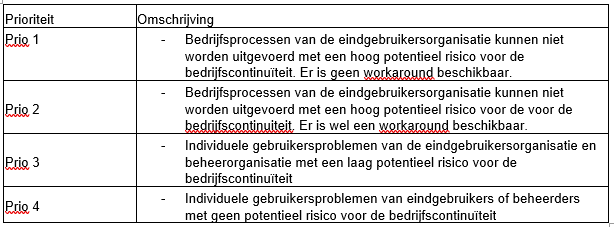 Prioriteit Omschrijving
Prio 1
- Bedrijfsprocessen van de eindgebruikersorganisatie kunnen niet
worden uitgevoerd met een hoog potentieel risico voor de
bedrijfscontinuïteit. Er is geen workaround beschikbaar.
Prio 2
- Bedrijfsprocessen van de eindgebruikersorganisatie kunnen niet
worden uitgevoerd met een hoog potentieel risico voor de voor de
bedrijfscontinuiteit. Er is wel een workaround beschikbaar.
Prio 3
- Individuele gebruikersproblemen van de eindgebruikersorganisatie en
beheerorganisatie met een laag potentieel risico voor de
bedrijfscontinuïteit
Prio 4
- Individuele gebruikersproblemen van eindgebruikers of beheerders
met geen potentieel risico voor de bedrijfscontinuïteit